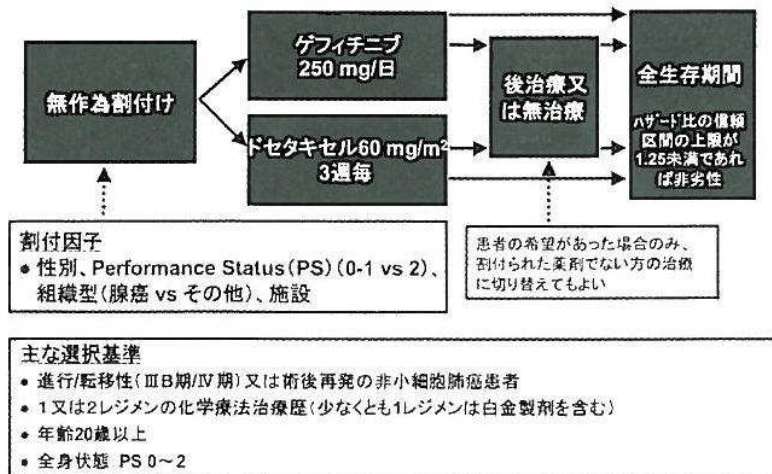 無作為割付け
ゲフィチニブ
250 mg/日
ドセタキセル60 mg/m²
3週毎
後治療又
は無治療
全生存期間
ハザード比の信頼
区間の上限が
1.25未満であれ
ば非劣性
割付因子
• 性別、Performance Status(PS)(0-1 vs 2)、
組織型(腺癌 vs その他)、施設
患者の希望があった場合のみ、
割付られた薬剤でない方の治療
に切り替えてもよい
主な選択基準
• 進行/転移性(ⅢB期/Ⅳ期)又は術後再発の非小細胞肺癌患者
• 1又は2レジメンの化学療法治療歴(少なくとも1レジメンは白金製剤を含む)
• 年齢20歳以上
• 全身状態 PS 0～2